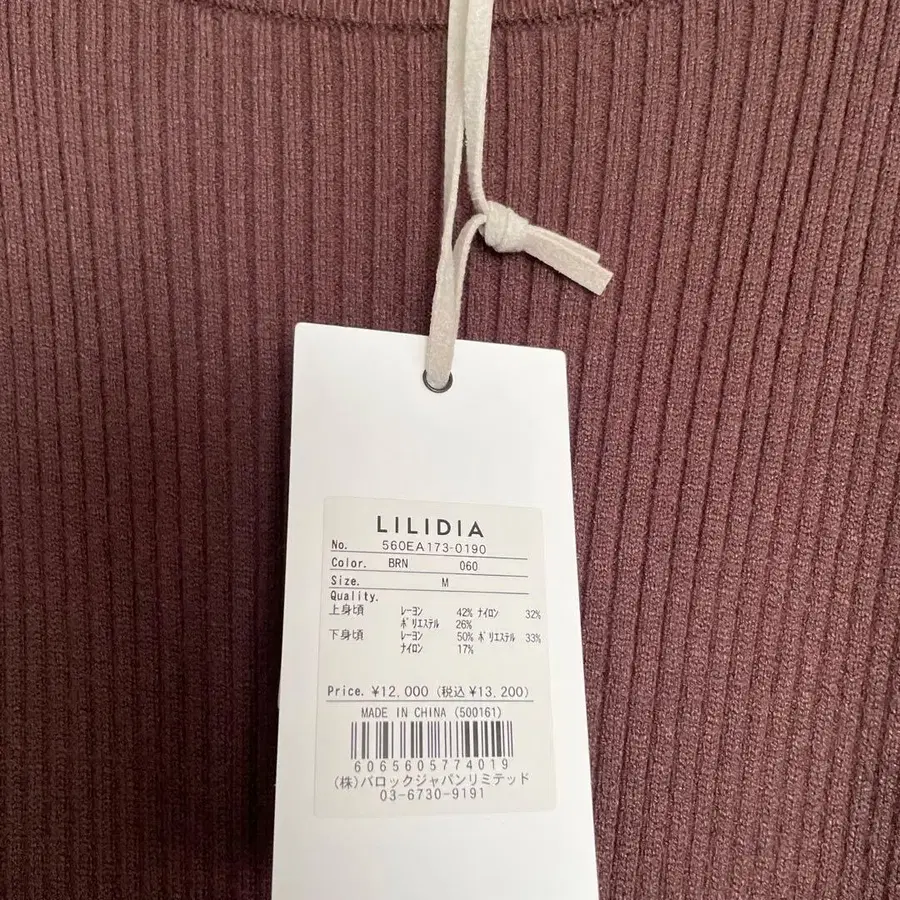 LILIDIA
No. 560EA173-0190
Color. BRN 060
Size. M
Quality.
上身頃 レーヨン 42% ナイロン 32%
ポリエステル 26%
下身頃 レーヨン 50% ポリエステル 33%
ナイロン 17%
Price. ¥12,000 (税込¥13,200)
MADE IN CHINA (500161)
6065605774019
(株)バロックジャパンリミテッド
03-6730-9191